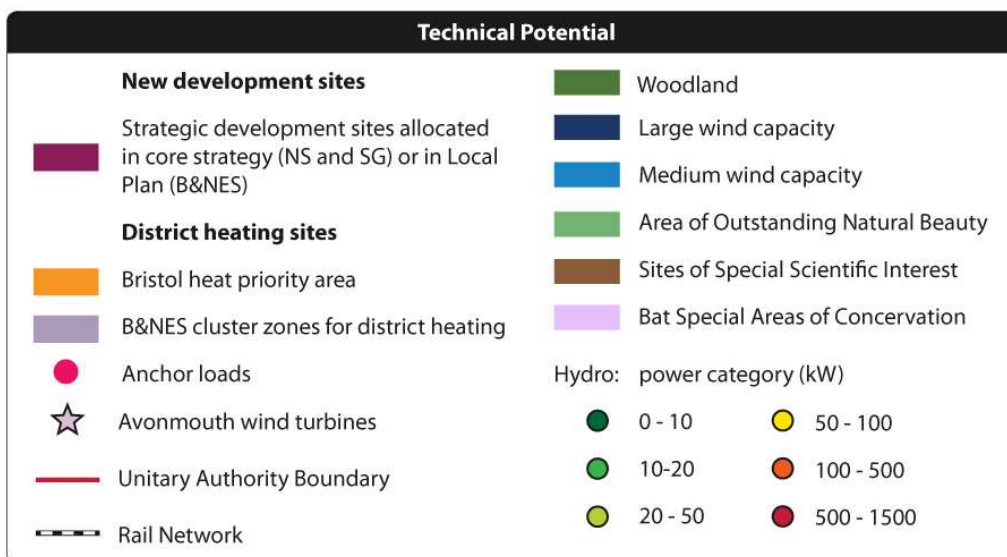 Technical Potential
New development sites
Strategic development sites allocated
in core strategy (NS and SG) or in Local
Plan (B&NES)
District heating sites
Bristol heat priority area
B&NES cluster zones for district heating
Anchor loads
Avonmouth wind turbines
Unitary Authority Boundary
Rail Network
Woodland
Large wind capacity
Medium wind capacity
Area of Outstanding Natural Beauty
Sites of Special Scientific Interest
Bat Special Areas of Concervation
Hydro: power category (kW)
0 - 10
10-20
20 - 50
50 - 100
100 - 500
500 - 1500